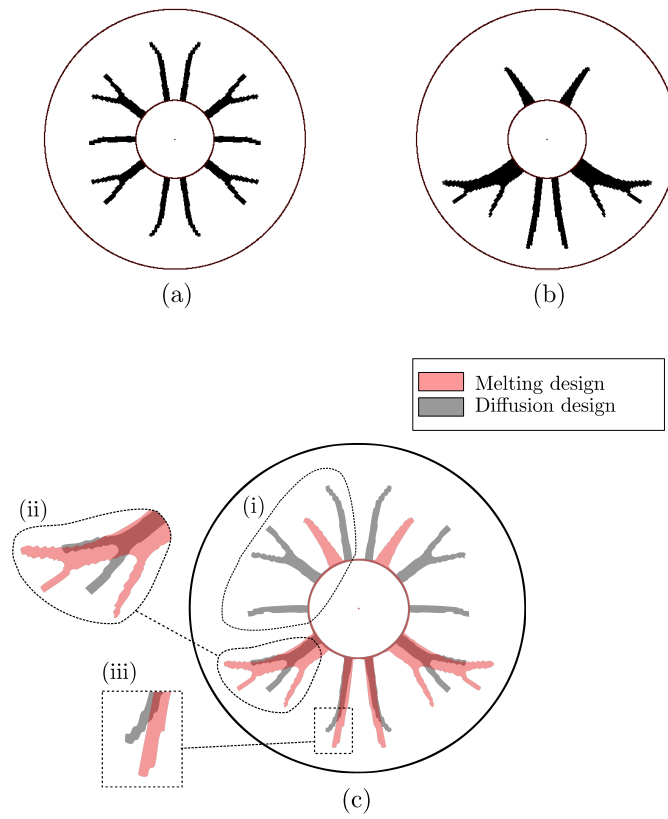 (a)
(b)
Melting design
Diffusion design
(i)
(ii)
(iii)
(c)